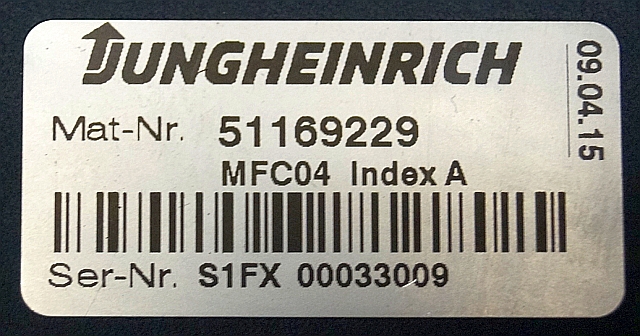 JUNGHEINRICH
Mat-Nr. 51169229
MFC04 Index A
Ser-Nr. S1FX 00033009
09.04.15